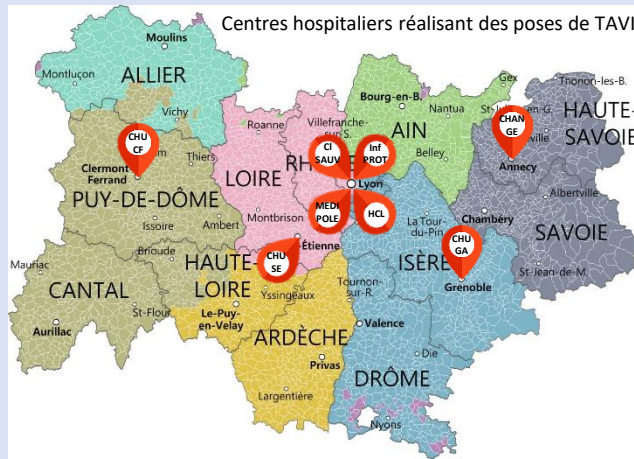 Centres hospitaliers réalisant des poses de TAVI
Moulins
Montluçon
ALLIER
Vichy
CHU
CF
Thiers
Clermont
Ferrand
PUY-DE-DÔME
Issoire
Ambert
Roanne
LOIRE
Montbrison
Étienne
CHU
SE
Villefranche-
Cl
SAUV
Inf
PROT
Lyon
MEDI
POLE
HCL
Bourg-en-B.
Nantua
Gex
AIN
Belley
Thonon-les-B.
HAUTE-
SAVOIE
CHAN
GE
Annecy
Albertville
Chambéry
SAVOIE
St-Jean-de-M.
La Tour-
du-Pin
ISÈRE
CHU
GA
Grenoble
Brioude
HAUTE-
LOIRE
Yssingeaux
Le-Puy-
en-Velay
Mauriac
CANTAL
St-Flour
Aurillac
Tournon-
sur-R.
ARDÈCHE
Privas
Largentière
Valence
Die
DRÔME
Nyons